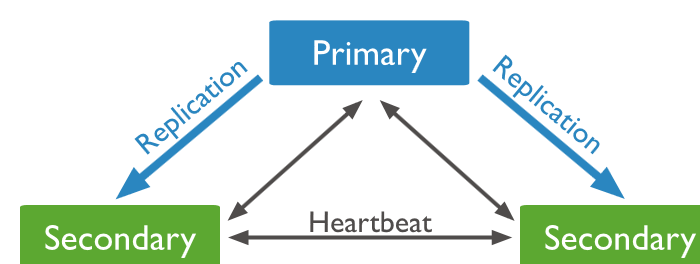 Primary
Replication
Replication
Heartbeat
Secondary
Secondary